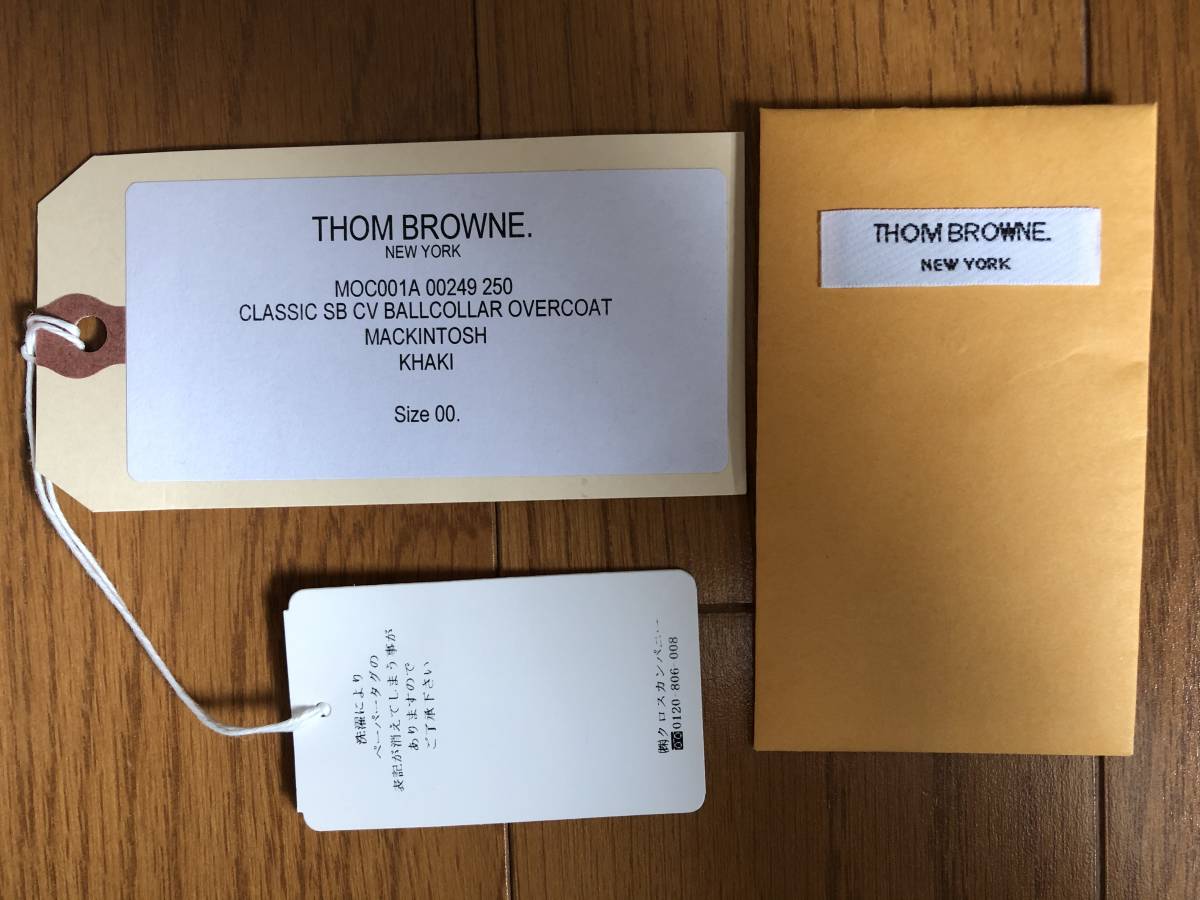 THOM BROWNE.
NEW YORK
MOC001A 00249 250
CLASSIC SB CV BALLCOLLAR OVERCOAT
MACKINTOSH
KHAKI
Size 00.
THOM BROWNE.
NEW YORK
洗濯により
ペーパータグの
表記が消えてしまう事が
ありますので
ご了承下さい
㈱クロスカンパニー
0120-806-008